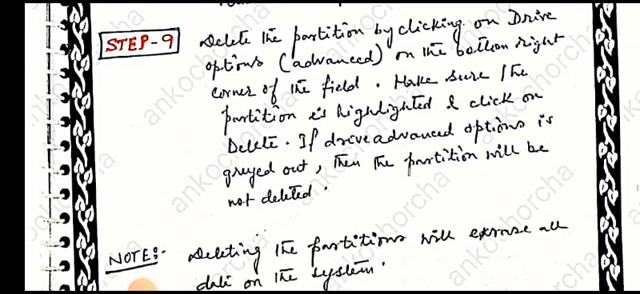 STEP-9
Delete the partition by clicking on Drive
options (advanced) on the bottom right
corner of the field. Make sure the
partition is highlighted & click on
Delete. If drive advanced options is
greyed out, then the partition will be
not deleted.
NOTE:- Deleting the partitions will exrase all
data on the system.
ankochorcha